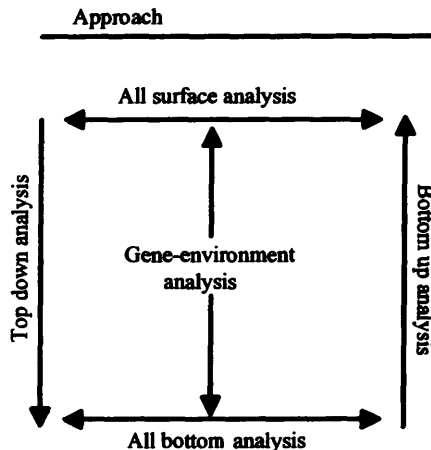 Approach
All surface analysis
Top down analysis
Gene-environment
analysis
Bottom up analysis
All bottom analysis